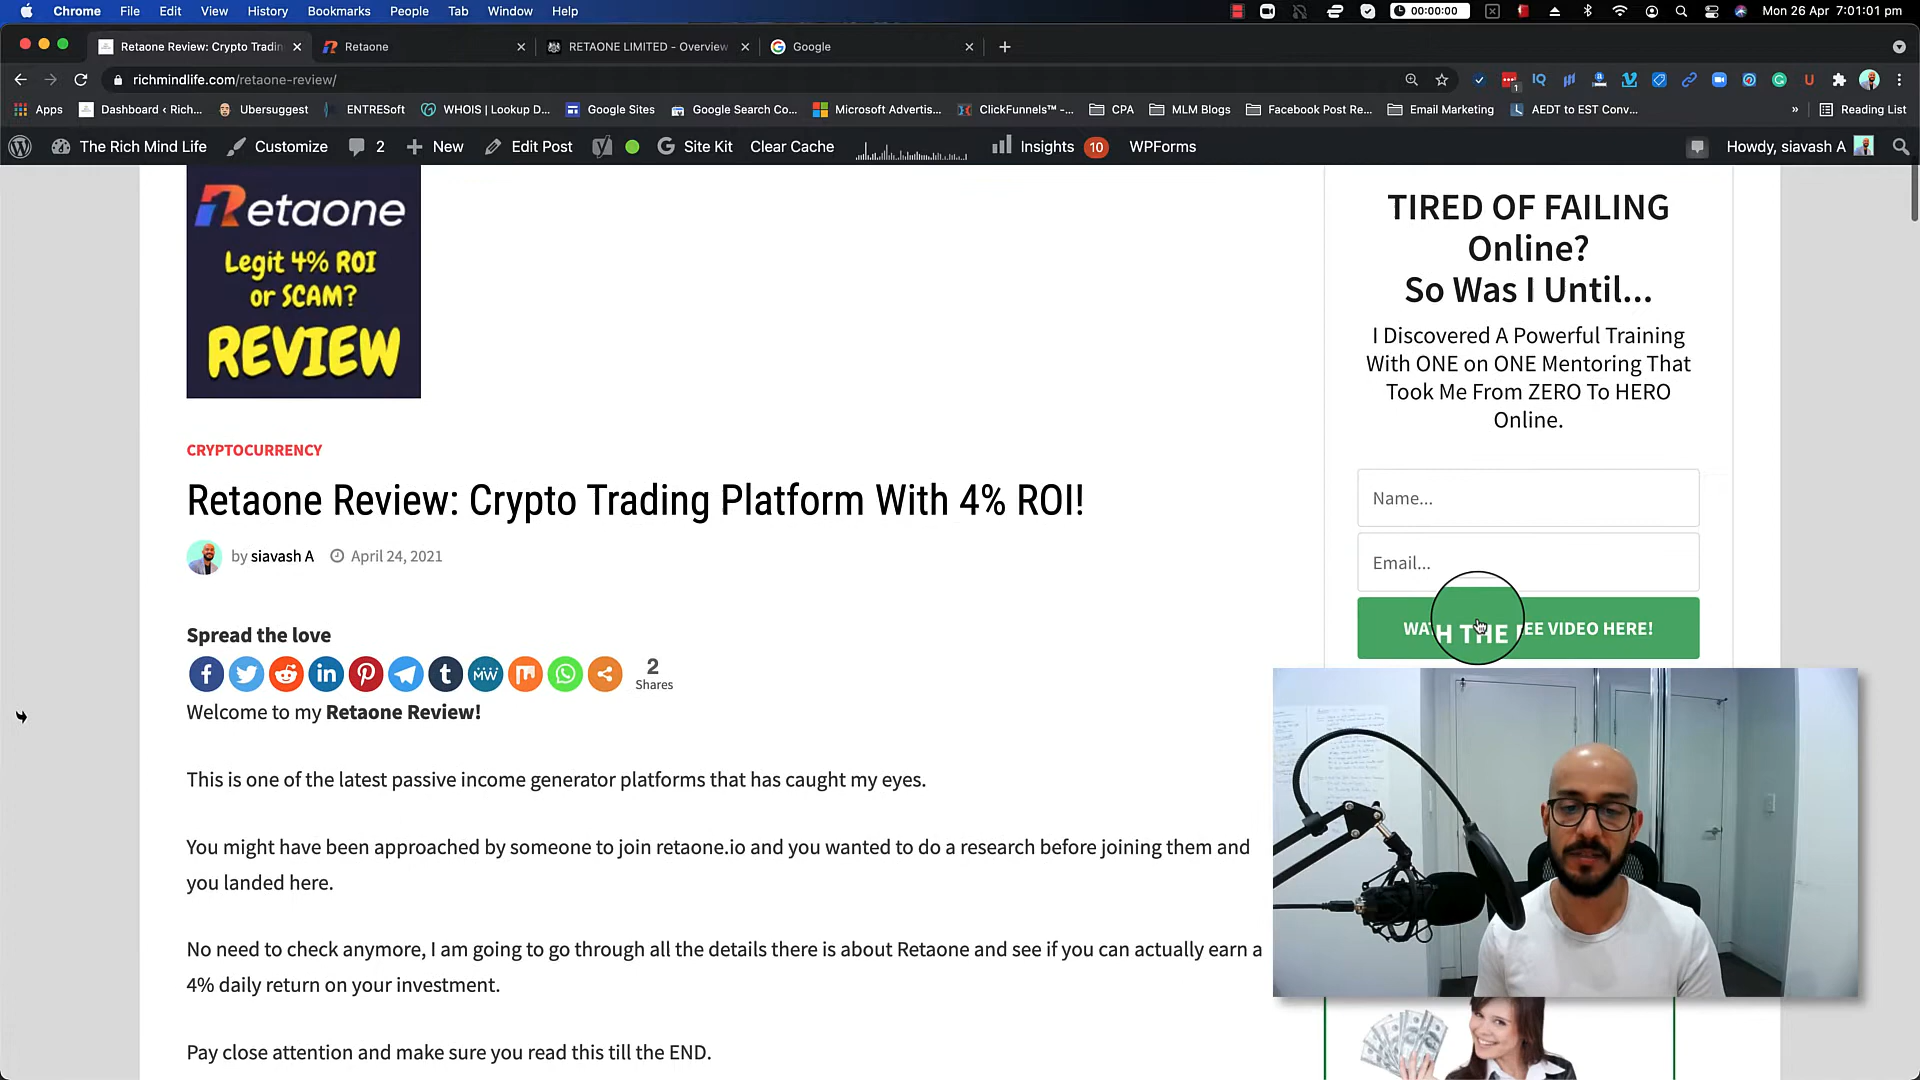 Chrome File Edit View History Bookmarks People Tab Window Help 00:00:00 Mon 26 Apr 7:01:01 pm
Retaone Review: Crypto Tradin Retaone RETAONE LIMITED - Overview Google
richmindlife.com/retaone-review/
Apps Dashboard ‹ Rich... Ubersuggest ENTRESoft WHOIS | Lookup D... Google Sites Google Search Co... Microsoft Advertis... ClickFunnels™ -... CPA MLM Blogs Facebook Post Re... Email Marketing AEDT to EST Conv... » Reading List
The Rich Mind Life Customize 2 New Edit Post Site Kit Clear Cache Insights 10 WPForms Howdy, siavash A
Retaone
Legit 4% ROI
or SCAM?
REVIEW
CRYPTOCURRENCY
Retaone Review: Crypto Trading Platform With 4% ROI!
by siavash A April 24, 2021
Spread the love
2
Shares
Welcome to my Retaone Review!
This is one of the latest passive income generator platforms that has caught my eyes.
You might have been approached by someone to join retaone.io and you wanted to do a research before joining them and
you landed here.
No need to check anymore, I am going to go through all the details there is about Retaone and see if you can actually earn a
4% daily return on your investment.
Pay close attention and make sure you read this till the END.
TIRED OF FAILING
Online?
So Was I Until...
I Discovered A Powerful Training
With ONE on ONE Mentoring That
Took Me From ZERO To HERO
Online.
Name...
Email...
WA H THE EE VIDEO HERE!